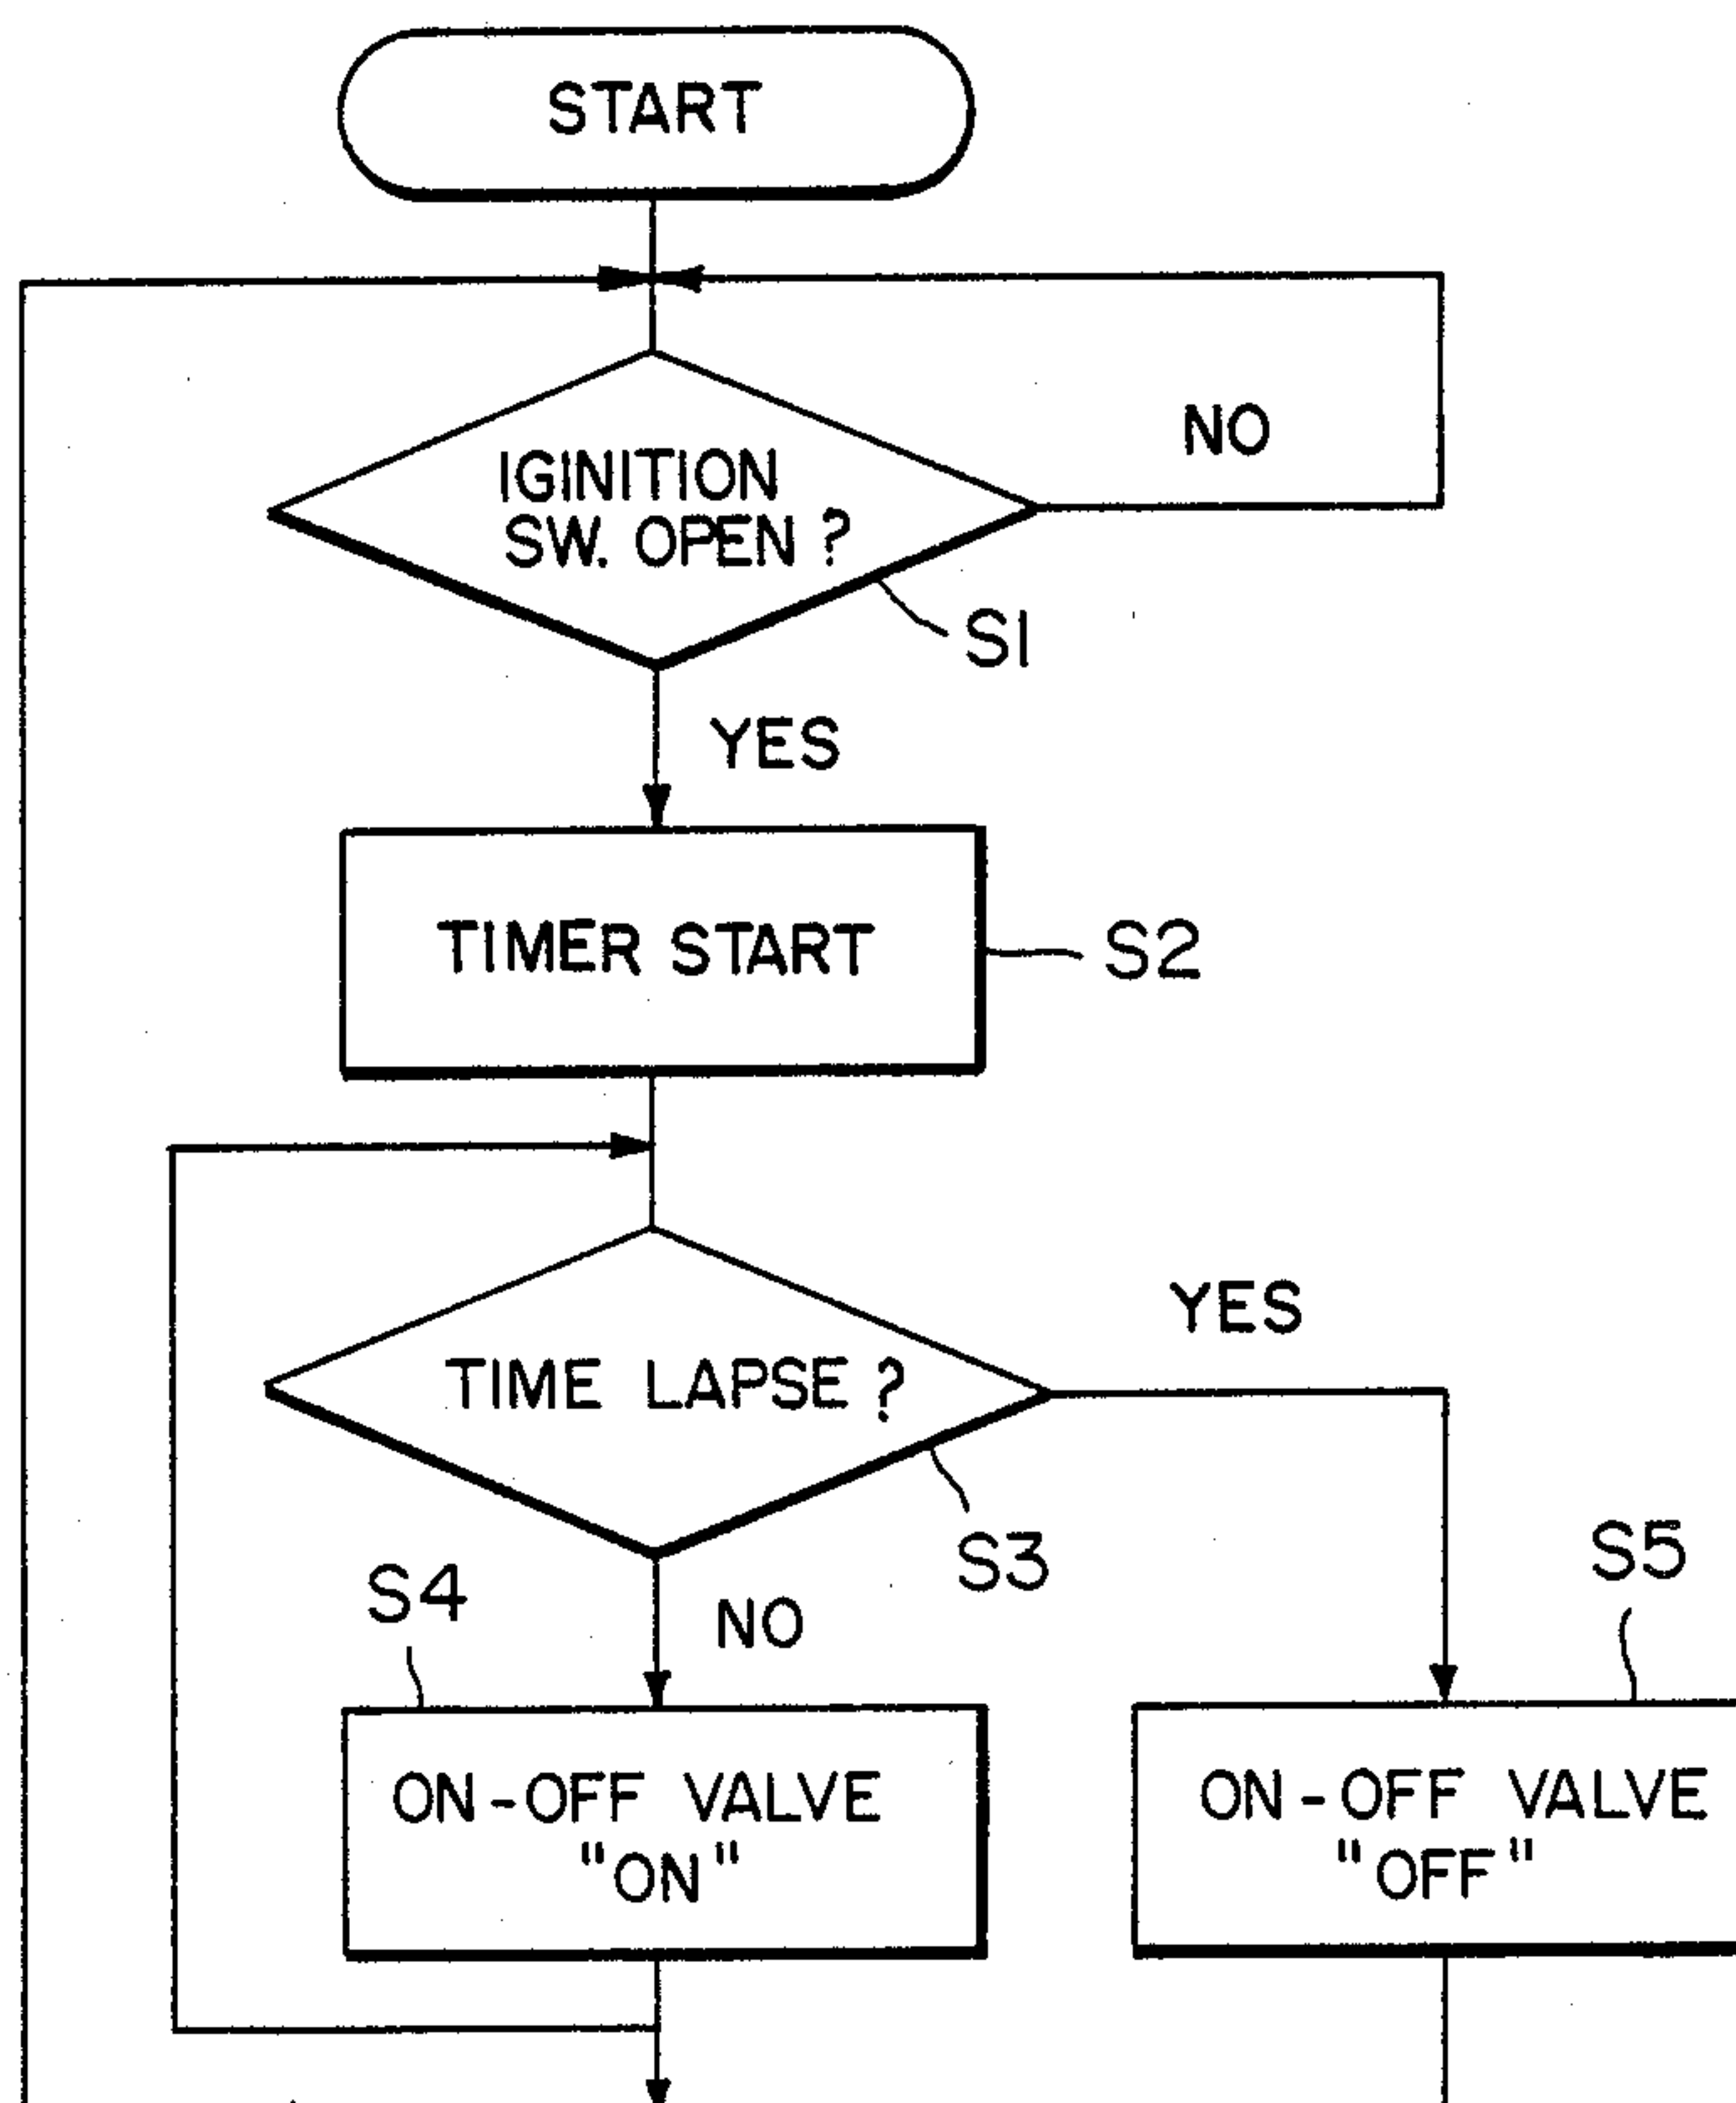 START
NO
IGINITION
SW. OPEN ?
S1
YES
TIMER START
S2
YES
TIME LAPSE ?
S3
S4
NO
S5
ON-OFF VALVE
"ON"
ON-OFF VALVE
"OFF"